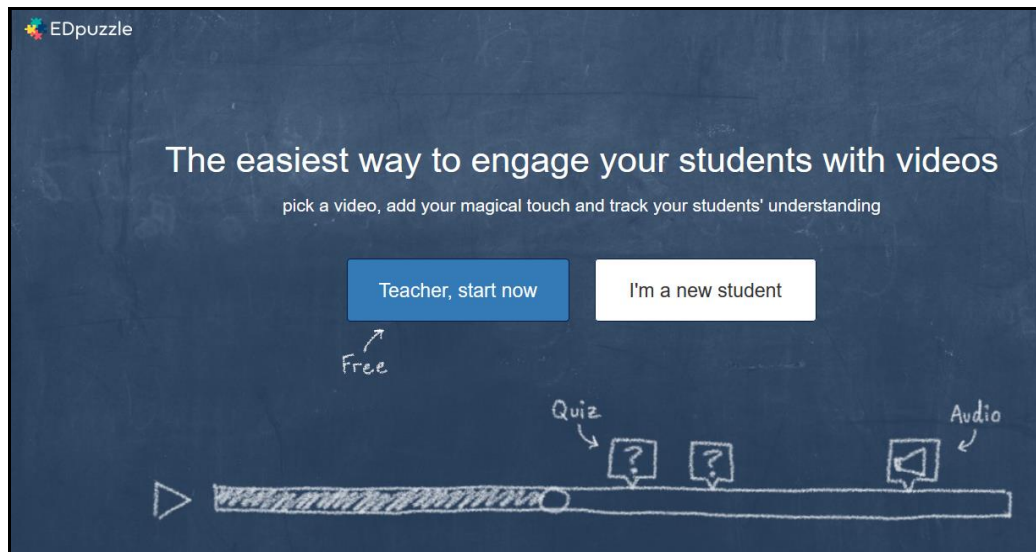 EDpuzzle
The easiest way to engage your students with videos
pick a video, add your magical touch and track your students' understanding
Teacher, start now
I'm a new student
Free
Quiz
Audio
?
?